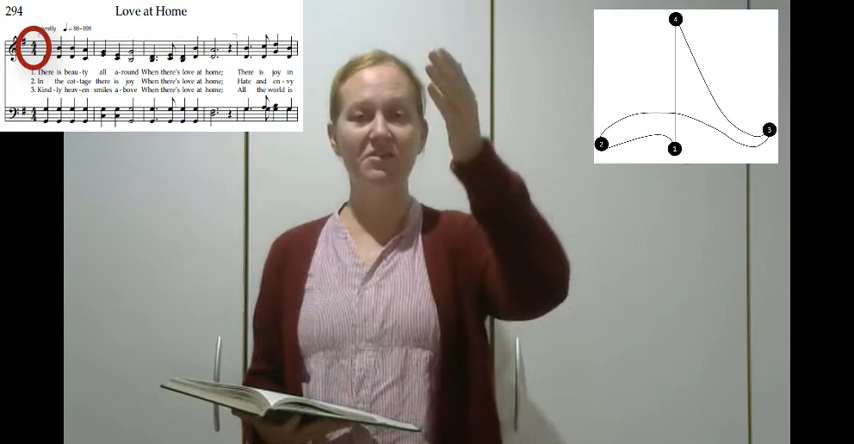 294
Love at Home
♩ = 88-108
1. There is beau - ty all a - round When there's love at home; There is joy in
2. In the cot - tage there is joy When there's love at home; Hate and en - vy
3. Kind - ly heav - en smiles a - bove When there's love at home; All the world is
4
2
1
3